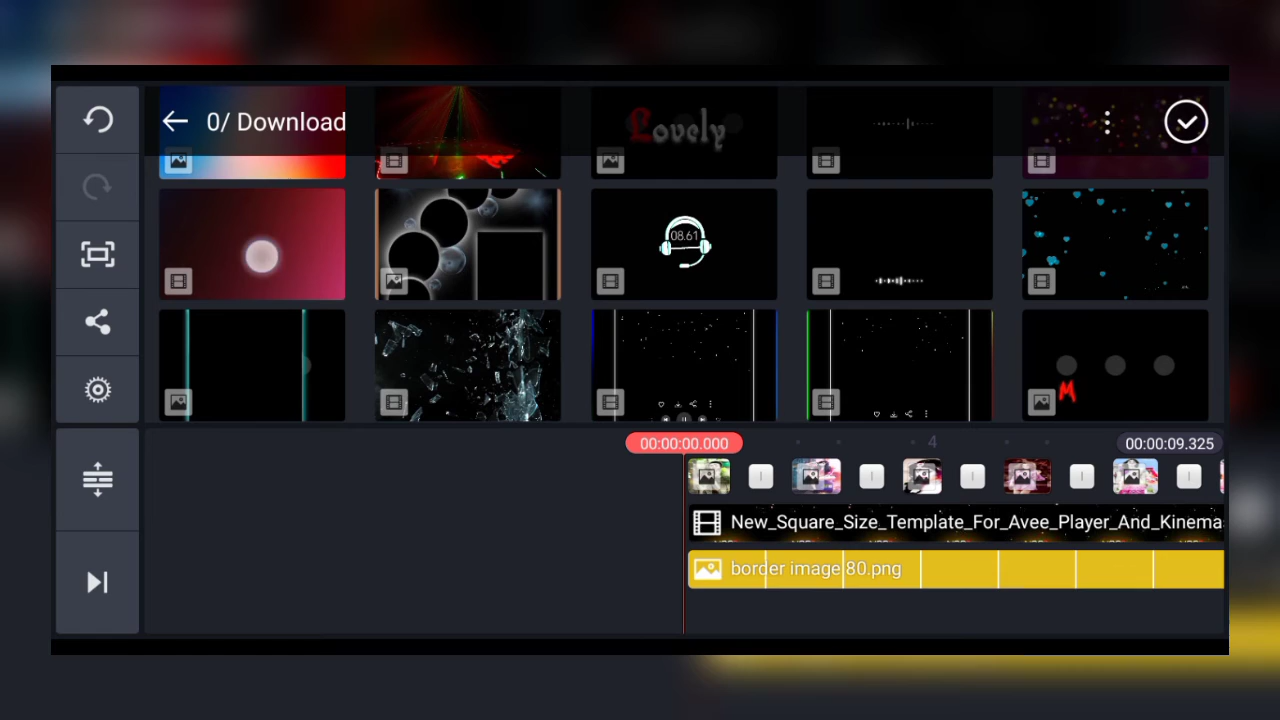 0/ Download
Lovely
08.61
M
00:00:00.000
4
00:00:09.325
New_Square_Size_Template_For_Avee_Player_And_Kinema
border image 80.png